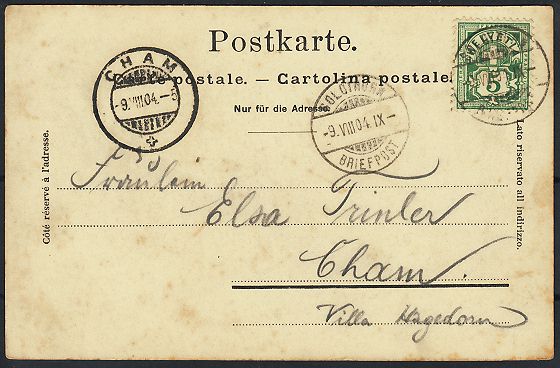 Postkarte.
Carte postale. — Cartolina postale.
Nur für die Adresse
Côté réservé à l'adresse.
Lato riservato all indirizzo.
CHAM
-9.VIII.04.-5
SOLOTHURN
-9.VIII.04.IX-
BRIEFPOST
HELVETIA
5
Fräulein
Elsa Trinler
Cham.
Villa Hagedorn